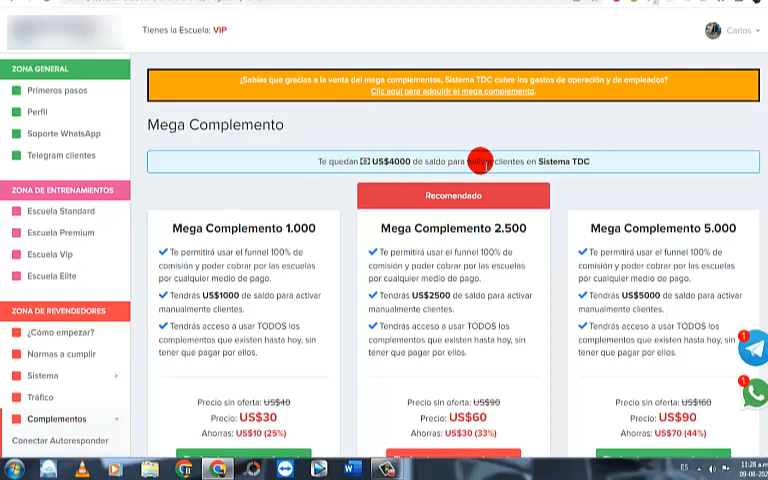 Tienes la Escuela: VIP
Carlos
ZONA GENERAL
Primeros pasos
Perfil
Soporte WhatsApp
Telegram clientes
ZONA DE ENTRENAMIENTOS
Escuela Standard
Escuela Premium
Escuela Vip
Escuela Elite
ZONA DE REVENDEDORES
¿Cómo empezar?
Normas a cumplir
Sistema
Tráfico
Complementos
Conectar Autoresponder
¿Sabías que gracias a la venta del mega complementos, Sistema TDC cubre los gastos de operación y de empleados?
Clic aquí para adquirir el mega complemento.
Mega Complemento
Te quedan US$4000 de saldo para clientes en Sistema TDC
Mega Complemento 1.000
Te permitirá usar el funnel 100% de
comisión y poder cobrar por las escuelas
por cualquier medio de pago.
Tendrás US$1000 de saldo para activar
manualmente clientes.
Tendrás acceso a usar TODOS los
complementos que existen hasta hoy, sin
tener que pagar por ellos.
Precio sin oferta: US$40
Precio: US$30
Ahorras: US$10 (25%)
Recomendado
Mega Complemento 2.500
Te permitirá usar el funnel 100% de
comisión y poder cobrar por las escuelas
por cualquier medio de pago.
Tendrás US$2500 de saldo para activar
manualmente clientes.
Tendrás acceso a usar TODOS los
complementos que existen hasta hoy, sin
tener que pagar por ellos.
Precio sin oferta: US$90
Precio: US$60
Ahorras: US$30 (33%)
Mega Complemento 5.000
Te permitirá usar el funnel 100% de
comisión y poder cobrar por las escuelas
por cualquier medio de pago.
Tendrás US$5000 de saldo para activar
manualmente clientes.
Tendrás acceso a usar TODOS los
complementos que existen hasta hoy, sin
tener que pagar por ellos.
Precio sin oferta: US$160
Precio: US$90
Ahorras: US$70 (44%)
1
1
ES
11:28 a.m
09-08-202